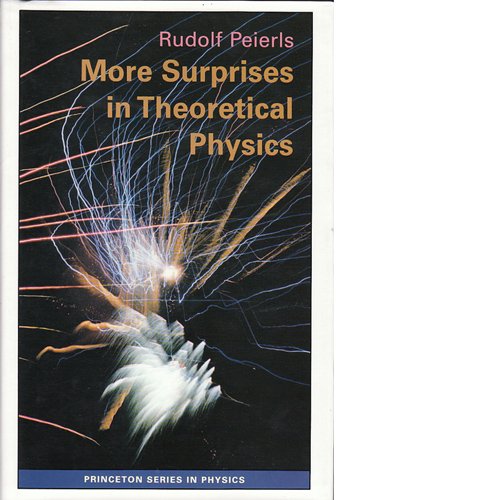 Rudolf Peierls
More Surprises
in Theoretical
Physics
PRINCETON SERIES IN PHYSICS